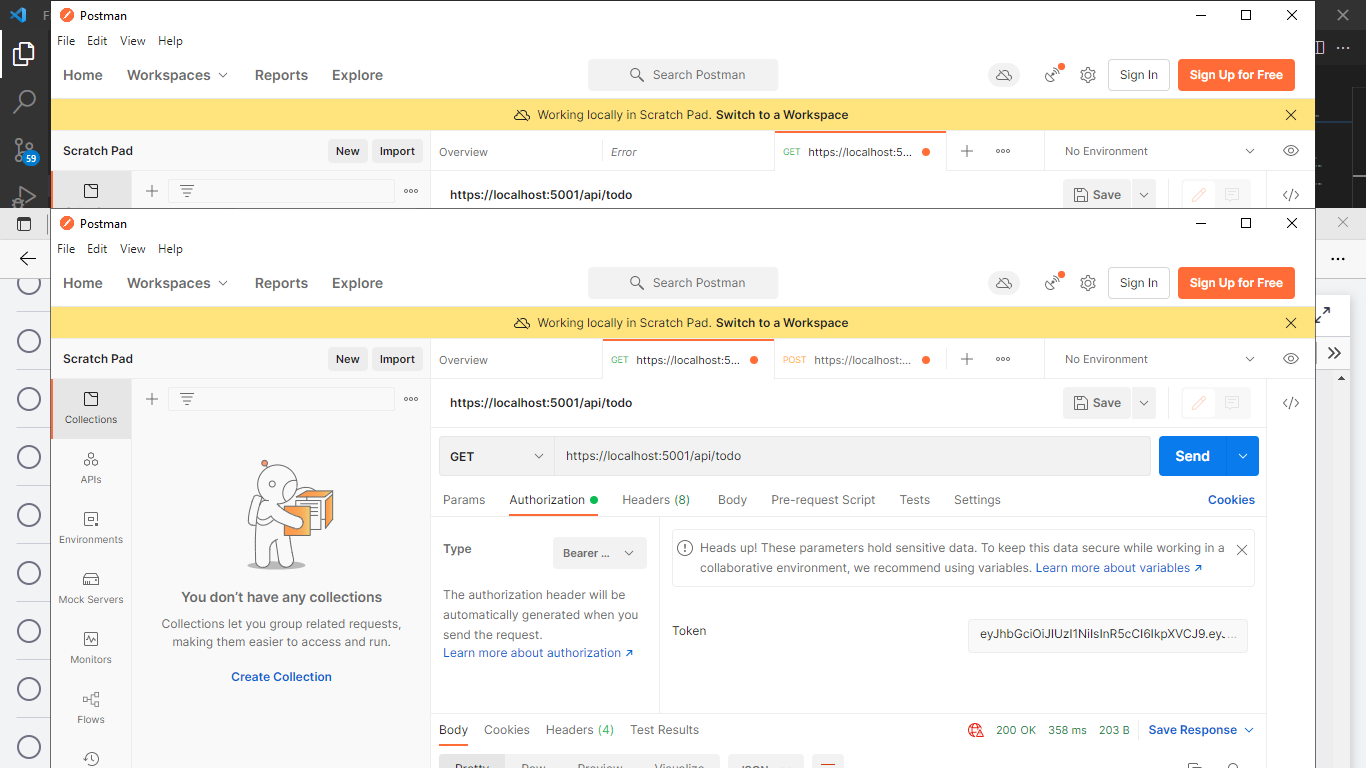 F
Postman
File Edit View Help
Home Workspaces Reports Explore Search Postman Sign In Sign Up for Free
Working locally in Scratch Pad. Switch to a Workspace
Scratch Pad New Import Overview Error GET https://localhost:5... No Environment
59
https://localhost:5001/api/todo Save
Postman
File Edit View Help
Home Workspaces Reports Explore Search Postman Sign In Sign Up for Free
Working locally in Scratch Pad. Switch to a Workspace
Scratch Pad New Import Overview GET https://localhost:5... POST https://localhost:... No Environment
https://localhost:5001/api/todo Save
Collections
GET https://localhost:5001/api/todo Send
APIs
Params Authorization Headers (8) Body Pre-request Script Tests Settings Cookies
Environments
Type Bearer ...
Heads up! These parameters hold sensitive data. To keep this data secure while working in a
collaborative environment, we recommend using variables. Learn more about variables ↗
Mock Servers
You don't have any collections
Collections let you group related requests,
making them easier to access and run.
Create Collection
The authorization header will be
automatically generated when you
send the request.
Learn more about authorization ↗
Token eyJhbGciOiJIUzI1NiIsInR5cCI6IkpXVCJ9.eyJ...
Monitors
Flows
Body Cookies Headers (4) Test Results 200 OK 358 ms 203 B Save Response
Pretty Raw Preview Visualize JSON